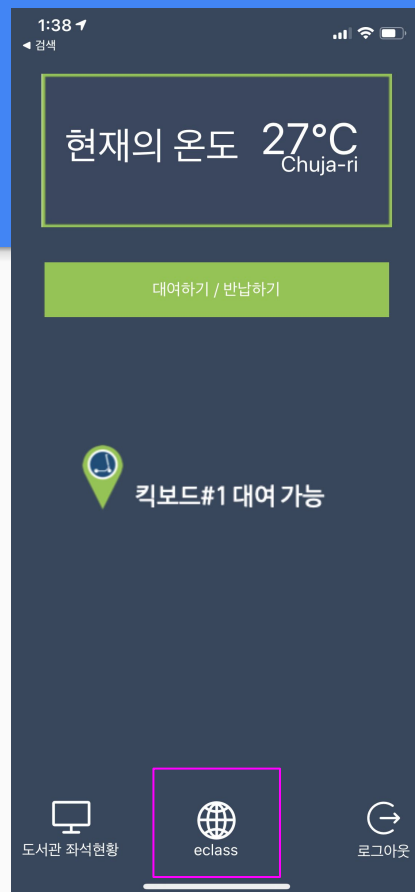 1:38
◀ 검색
현재의 온도 27°C
Chuja-ri
대여하기 / 반납하기
킥보드#1 대여 가능
도서관 좌석현황
eclass
로그아웃